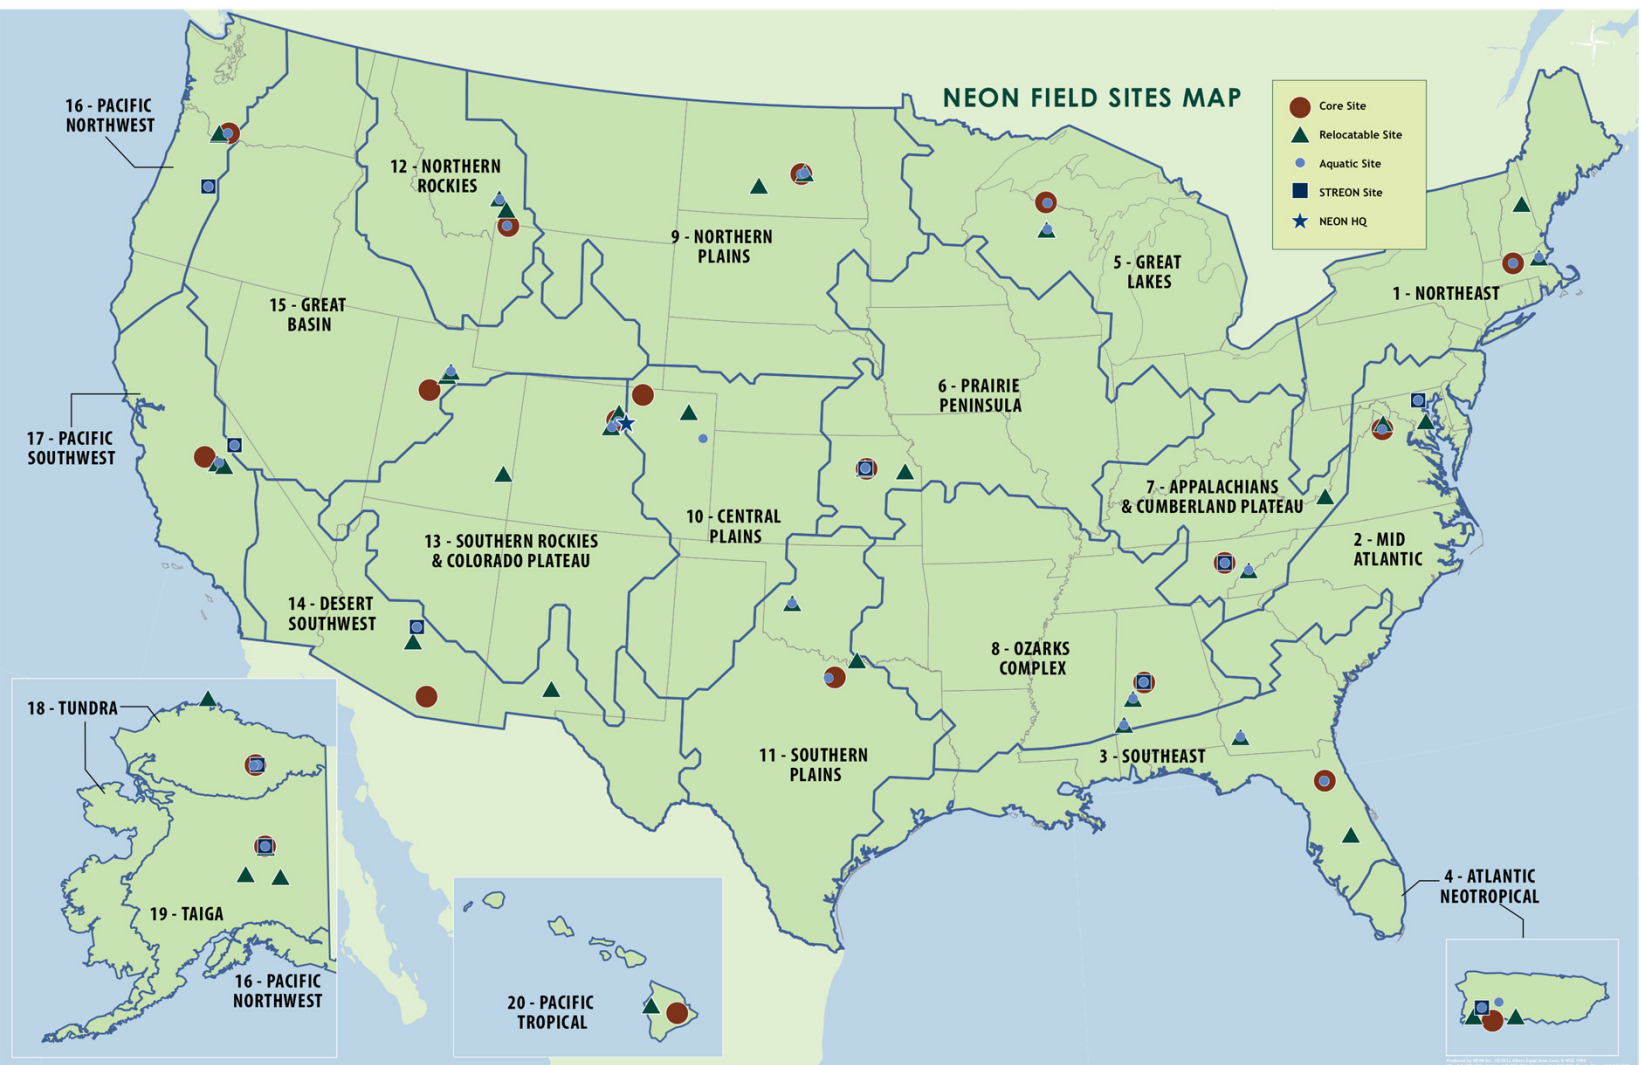 NEON FIELD SITES MAP
Core Site
Relocatable Site
Aquatic Site
STREON Site
NEON HQ
16 - PACIFIC
NORTHWEST
12 - NORTHERN
ROCKIES
9 - NORTHERN
PLAINS
5 - GREAT
LAKES
1 - NORTHEAST
15 - GREAT
BASIN
6 - PRAIRIE
PENINSULA
17 - PACIFIC
SOUTHWEST
7 - APPALACHIANS
& CUMBERLAND PLATEAU
10 - CENTRAL
PLAINS
13 - SOUTHERN ROCKIES
& COLORADO PLATEAU
2 - MID
ATLANTIC
14 - DESERT
SOUTHWEST
8 - OZARKS
COMPLEX
18 - TUNDRA
11 - SOUTHERN
PLAINS
3 - SOUTHEAST
4 - ATLANTIC
NEOTROPICAL
19 - TAIGA
16 - PACIFIC
NORTHWEST
20 - PACIFIC
TROPICAL